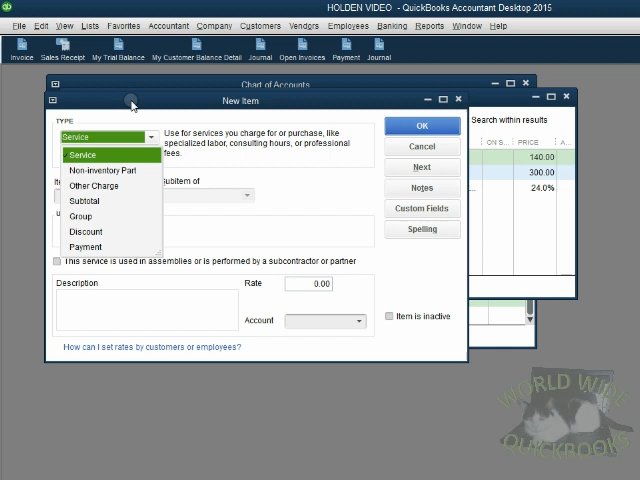 HOLDEN VIDEO - QuickBooks Accountant Desktop 2015
File Edit View Lists Favorites Accountant Company Customers Vendors Employees Banking Reports Window Help
Invoice Sales Receipt My Trial Balance My Customer Balance Detail Journal Open Invoices Payment Journal
Chart of Accounts
New Item
Search within results
TYPE
Service
Use for services you charge for or purchase, like
specialized labor, consulting hours, or professional
fees.
OK
Cancel
Next
Notes
Custom Fields
Spelling
ON S... PRICE A...
140.00
300.00
24.0%
Service
Non-inventory Part
Other Charge
Subtotal
Group
Discount
Payment
Subitem of
This service is used in assemblies or is performed by a subcontractor or partner
Description
Rate
0.00
Account
Item is inactive
How can I set rates by customers or employees?
WORLD WIDE
QUICKBOOKS